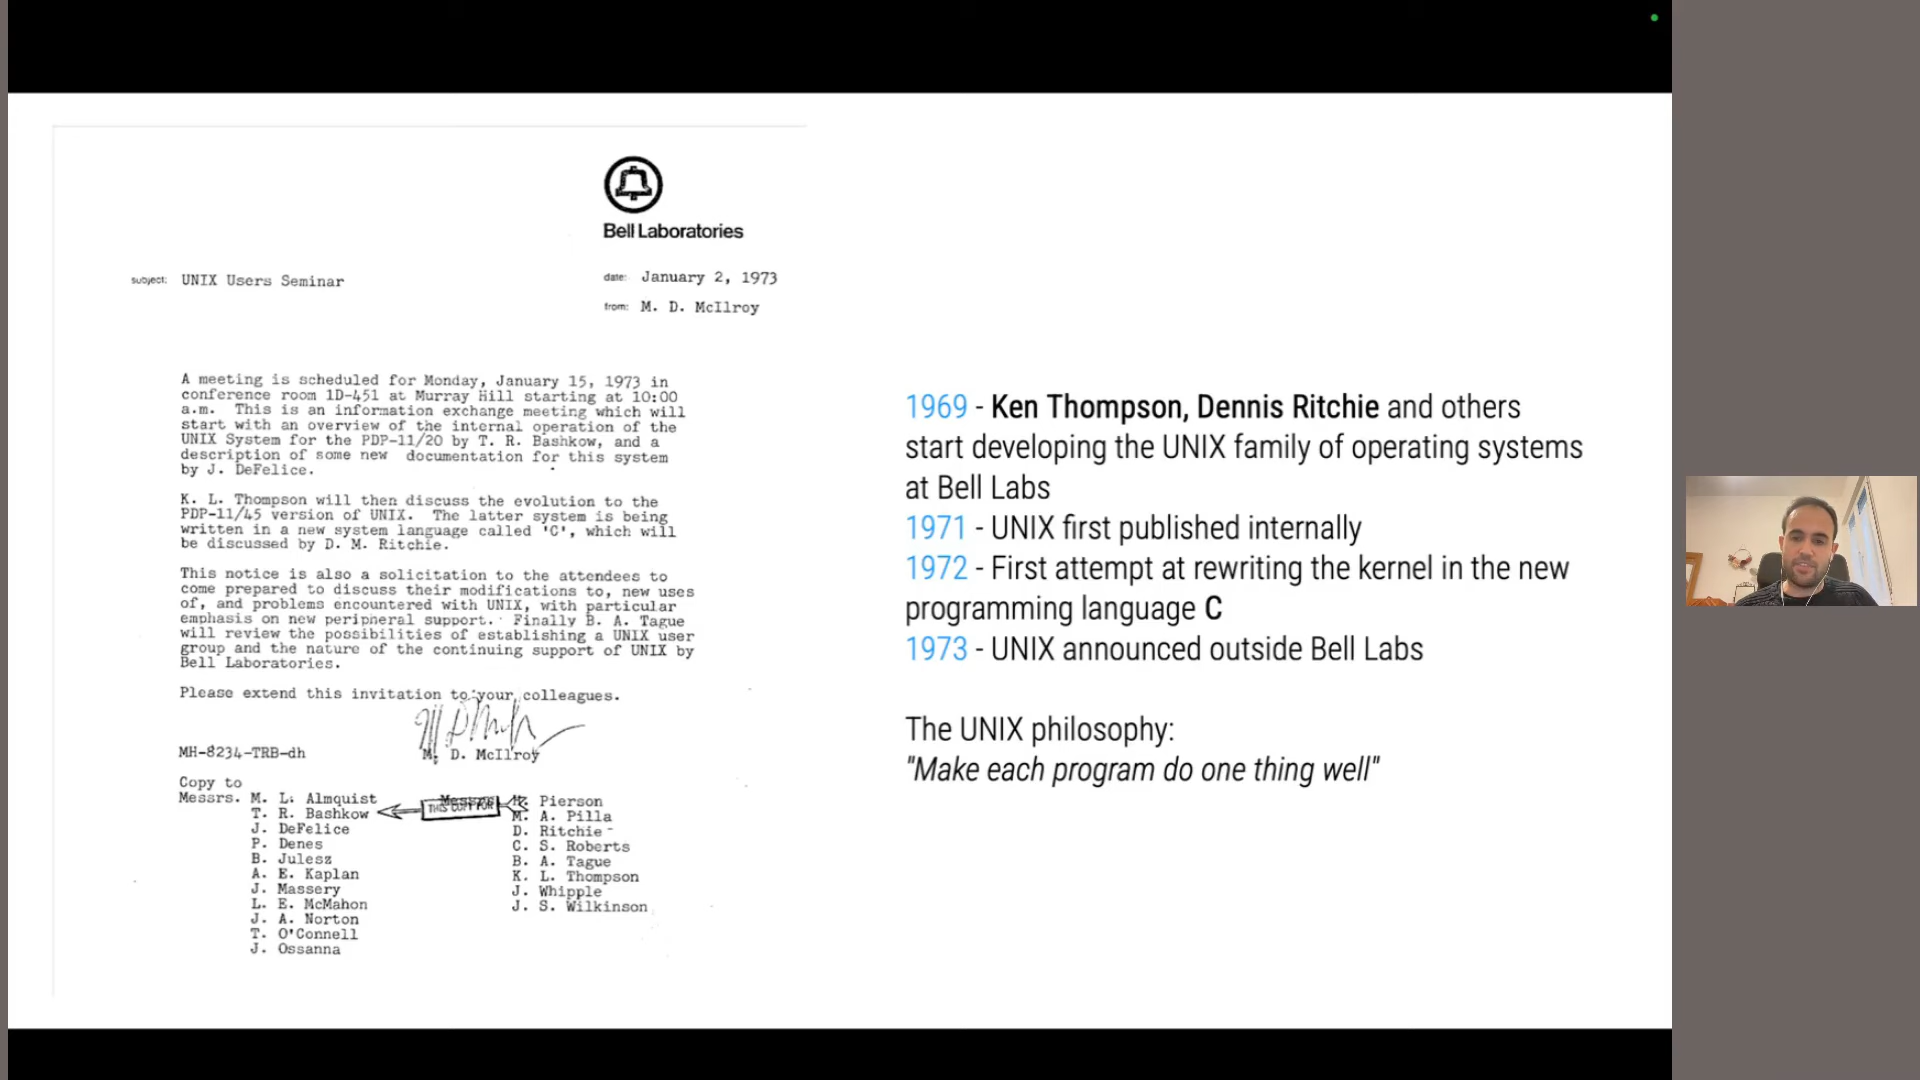 Bell Laboratories
subject: UNIX Users Seminar
date: January 2, 1973
from: M. D. McIlroy
A meeting is scheduled for Monday, January 15, 1973 in
conference room 1D-451 at Murray Hill starting at 10:00
a.m. This is an information exchange meeting which will
start with an overview of the internal operation of the
UNIX System for the PDP-11/20 by T. R. Bashkow, and a
description of some new documentation for this system
by J. DeFelice.
K. L. Thompson will then discuss the evolution to the
PDP-11/45 version of UNIX. The latter system is being
written in a new system language called 'C', which will
be discussed by D. M. Ritchie.
This notice is also a solicitation to the attendees to
come prepared to discuss their modifications to, new uses
of, and problems encountered with UNIX, with particular
emphasis on new peripheral support. Finally B. A. Tague
will review the possibilities of establishing a UNIX user
group and the nature of the continuing support of UNIX by
Bell Laboratories.
Please extend this invitation to your colleagues.
M. D. McIlroy
MH-8234-TRB-dh
Copy to
Messrs. M. L. Almquist
T. R. Bashkow
J. DeFelice
P. Denes
B. Julesz
A. E. Kaplan
J. Massery
L. E. McMahon
J. A. Norton
T. O'Connell
J. Ossanna
THIS COPY FOR
Messrs. Pierson
M. A. Pilla
D. Ritchie
C. S. Roberts
B. A. Tague
K. L. Thompson
J. Whipple
J. S. Wilkinson
1969 - Ken Thompson, Dennis Ritchie and others
start developing the UNIX family of operating systems
at Bell Labs
1971 - UNIX first published internally
1972 - First attempt at rewriting the kernel in the new
programming language C
1973 - UNIX announced outside Bell Labs
The UNIX philosophy:
"Make each program do one thing well"